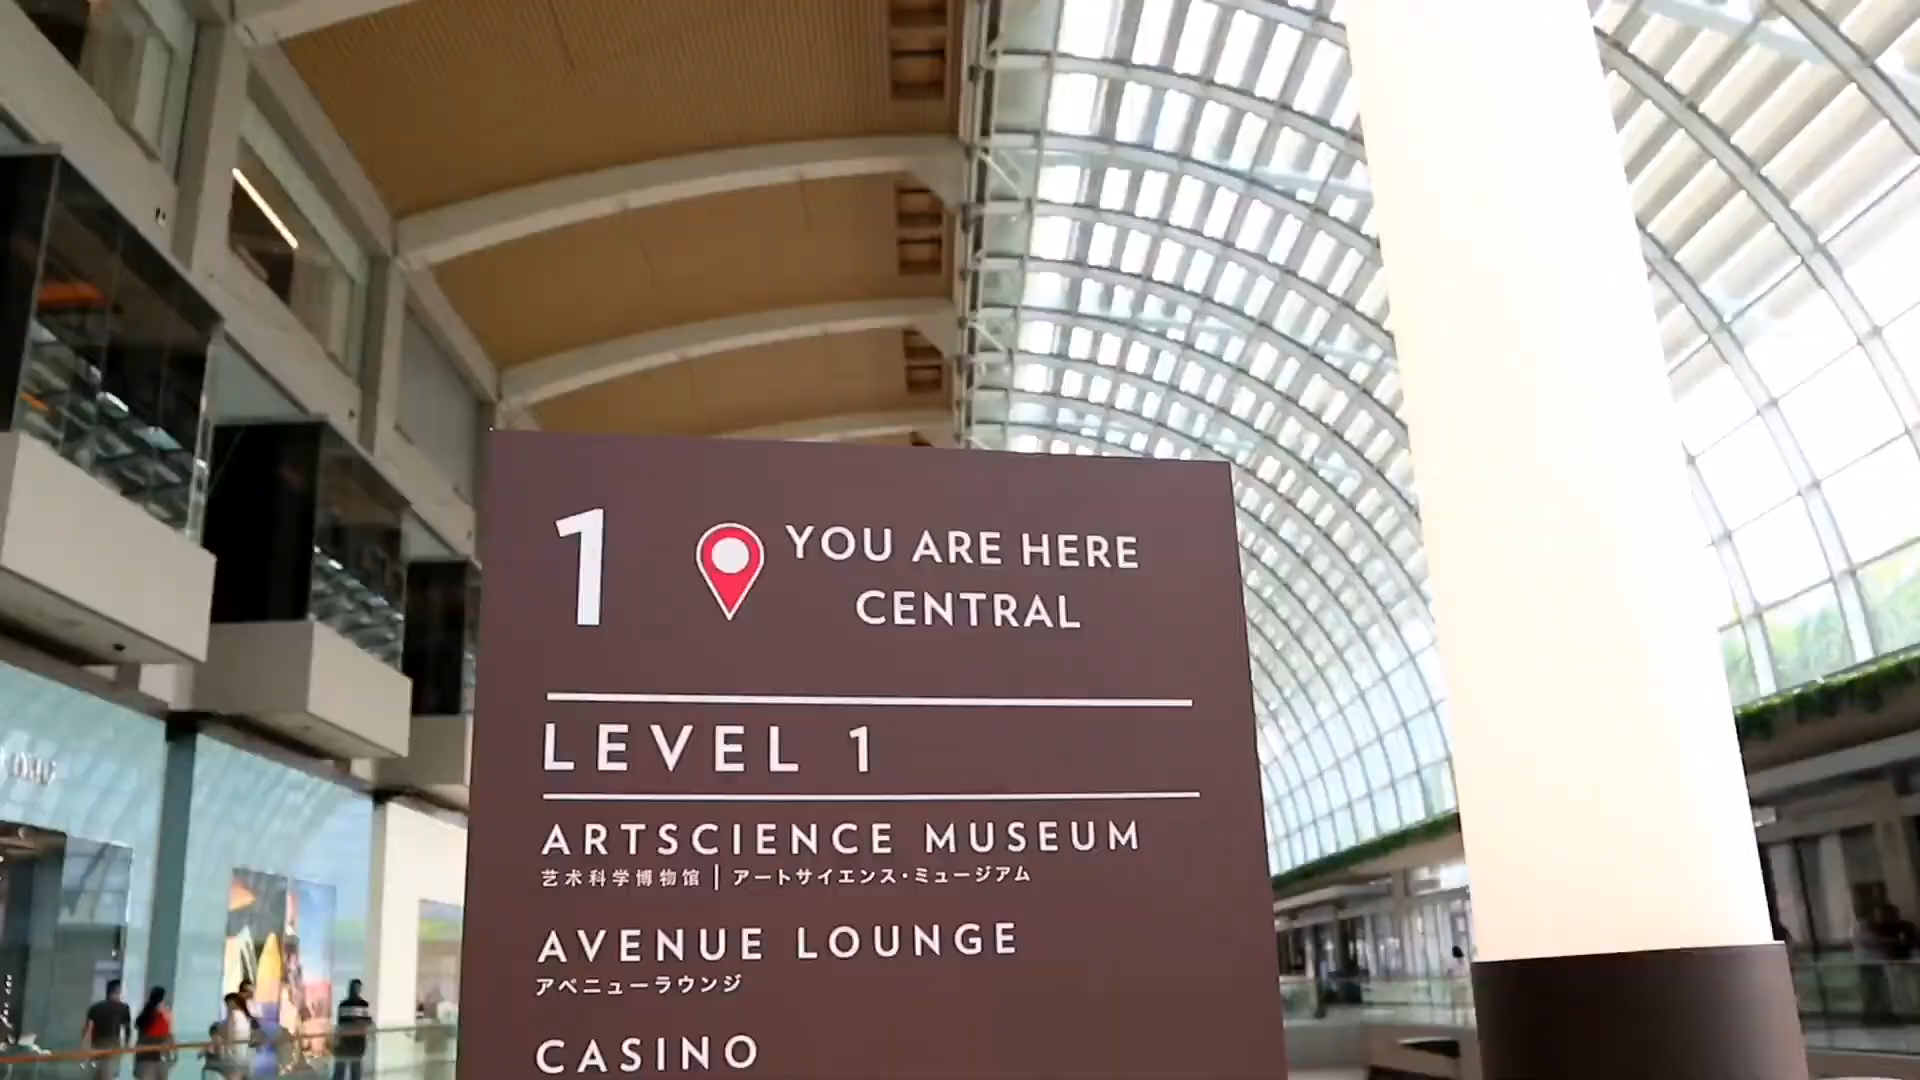 1
YOU ARE HERE
CENTRAL
LEVEL 1
ARTSCIENCE MUSEUM
艺术科学博物馆 | アートサイエンス・ミュージアム
AVENUE LOUNGE
アベニューラウンジ
CASINO